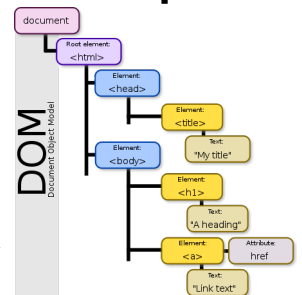 document
Root element:
<html>
Element:
<head>
Element:
<title>
Text:
"My title"
Element:
<body>
Element:
<h1>
Text:
"A heading"
Element:
<a>
Attribute:
href
Text:
"Link text"
DOM
Document Object Model